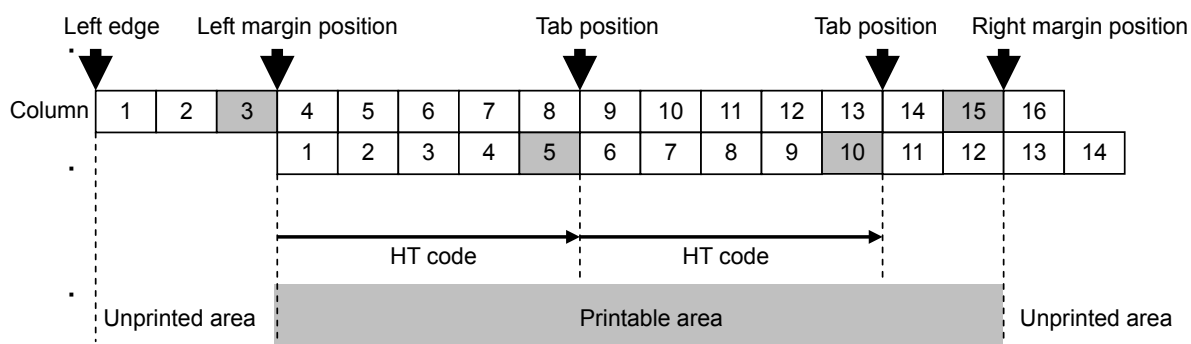 Left edge Left margin position Tab position Tab position Right margin position
Column 1 2 3 4 5 6 7 8 9 10 11 12 13 14 15 16
1 2 3 4 5 6 7 8 9 10 11 12 13 14
HT code HT code
Unprinted area Printable area Unprinted area